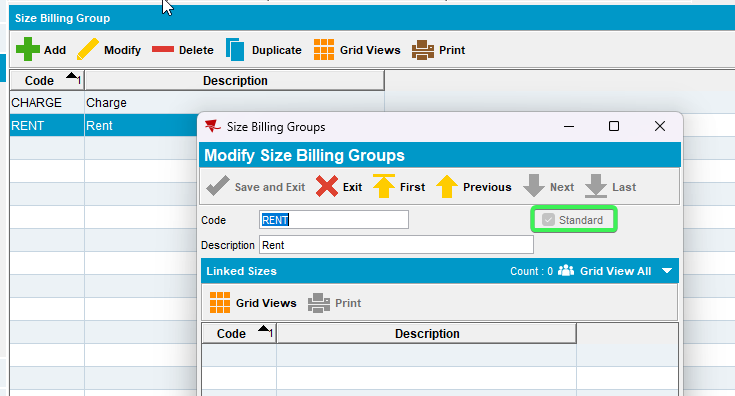 Size Billing Group
Add Modify Delete Duplicate Grid Views Print
Code 1 Description
CHARGE Charge
RENT Rent
Size Billing Groups
Modify Size Billing Groups
Save and Exit Exit First Previous Next Last
Code RENT Standard
Description Rent
Linked Sizes Count : 0 Grid View All
Grid Views Print
Code 1 Description